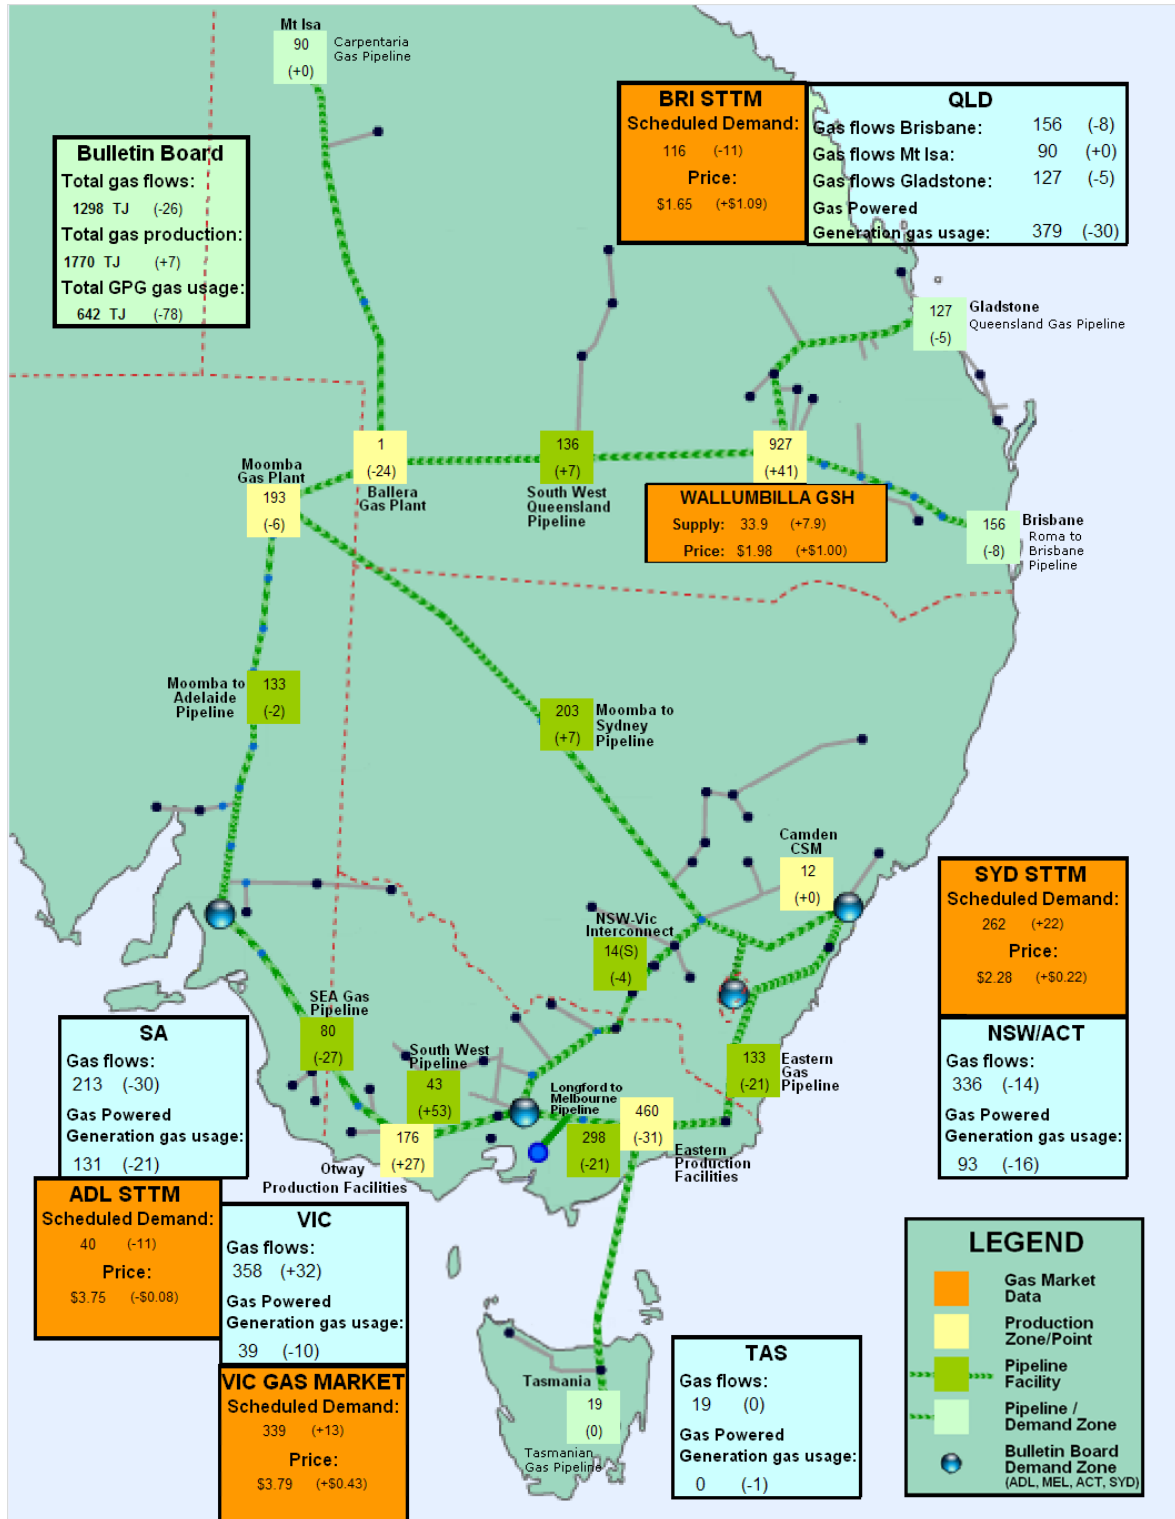 Mt Isa
90
(+0)
Carpentaria
Gas Pipeline
Bulletin Board
Total gas flows:
1298 TJ (-26)
Total gas production:
1770 TJ (+7)
Total GPG gas usage:
642 TJ (-78)
BRI STTM
Scheduled Demand:
116 (-11)
Price:
$1.65 (+$1.09)
QLD
Gas flows Brisbane: 156 (-8)
Gas flows Mt Isa: 90 (+0)
Gas flows Gladstone: 127 (-5)
Gas Powered
Generation gas usage: 379 (-30)
127
(-5)
Gladstone
Queensland Gas Pipeline
Moomba
Gas Plant
193
(-6)
1
(-24)
Ballera
Gas Plant
136
(+7)
South West
Queensland
Pipeline
927
(+41)
WALLUMBILLA GSH
Supply: 33.9 (+7.9)
Price: $1.98 (+$1.00)
156
(-8)
Brisbane
Roma to
Brisbane
Pipeline
Moomba to
Adelaide
Pipeline
133
(-2)
203
(+7)
Moomba to
Sydney
Pipeline
Camden
CSM
12
(+0)
NSW-Vic
Interconnect
14(S)
(-4)
SYD STTM
Scheduled Demand:
262 (+22)
Price:
$2.28 (+$0.22)
NSW/ACT
Gas flows:
336 (-14)
Gas Powered
Generation gas usage:
93 (-16)
SEA Gas
Pipeline
80
(-27)
South West
Pipeline
43
(+53)
Longford to
Melbourne
Pipeline
298
(-21)
133
(-21)
Eastern
Gas
Pipeline
460
(-31)
Eastern
Production
Facilities
176
(+27)
Otway
Production Facilities
SA
Gas flows:
213 (-30)
Gas Powered
Generation gas usage:
131 (-21)
ADL STTM
Scheduled Demand:
40 (-11)
Price:
$3.75 (-$0.08)
VIC
Gas flows:
358 (+32)
Gas Powered
Generation gas usage:
39 (-10)
VIC GAS MARKET
Scheduled Demand:
339 (+13)
Price:
$3.79 (+$0.43)
Tasmania
19
(0)
Tasmanian
Gas Pipeline
TAS
Gas flows:
19 (0)
Gas Powered
Generation gas usage:
0 (-1)
LEGEND
Gas Market
Data
Production
Zone/Point
Pipeline
Facility
Pipeline /
Demand Zone
Bulletin Board
Demand Zone
(ADL, MEL, ACT, SYD)